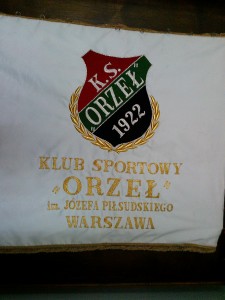 K.S.
„ORZEŁ”
1922
KLUB SPORTOWY
„ORZEŁ”
im. JÓZEFA PIŁSUDSKIEGO
WARSZAWA